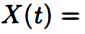 X(t) =